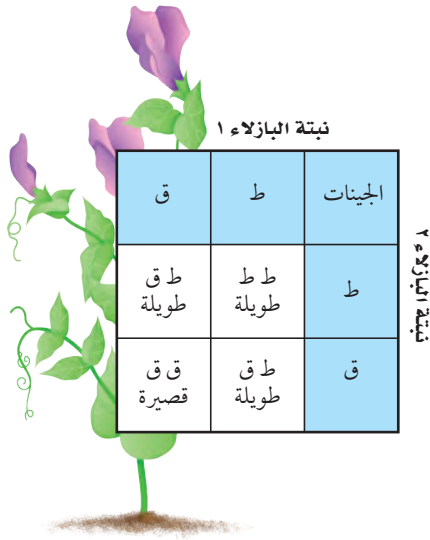 نبتة البازلاء ١
الجينات ط ق
نبتة البازلاء ٢
ط
ط ط
طويلة
ط ق
طويلة
ق
ط ق
طويلة
ق ق
قصيرة